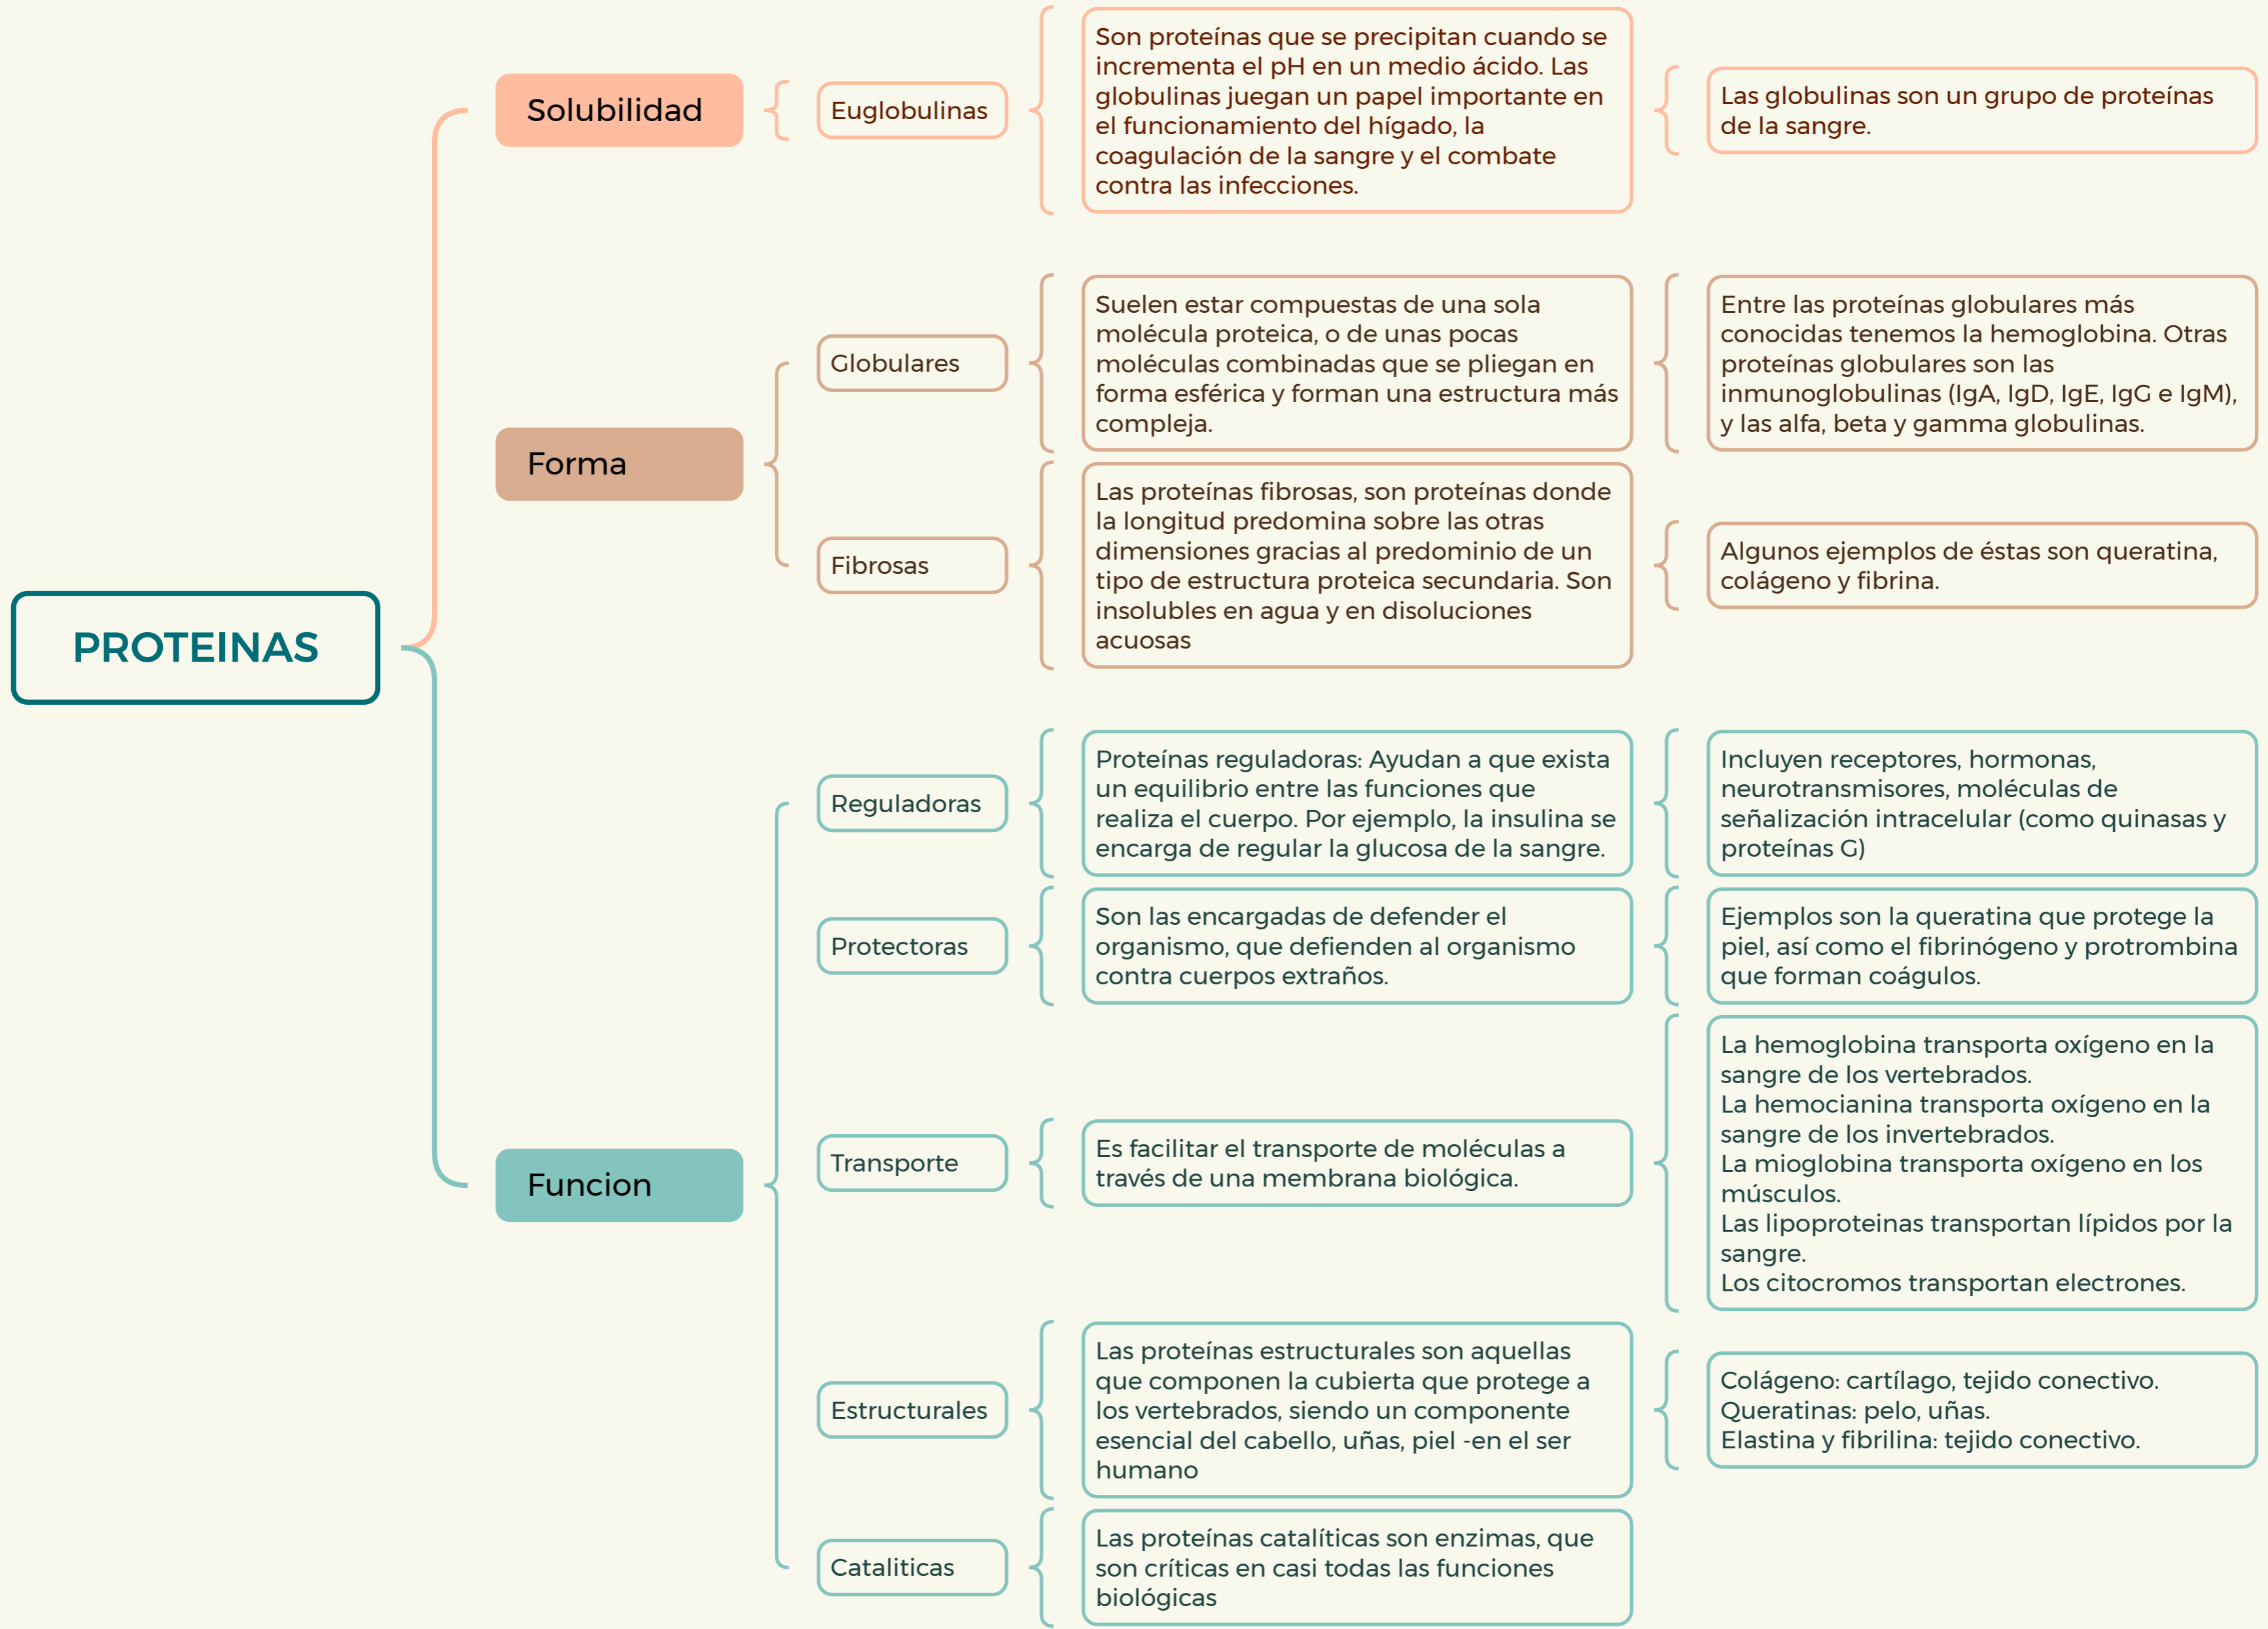 PROTEINAS
Solubilidad
Euglobulinas
Son proteínas que se precipitan cuando se
incrementa el pH en un medio ácido. Las
globulinas juegan un papel importante en
el funcionamiento del hígado, la
coagulación de la sangre y el combate
contra las infecciones.
Las globulinas son un grupo de proteínas
de la sangre.
Forma
Globulares
Suelen estar compuestas de una sola
molécula proteica, o de unas pocas
moléculas combinadas que se pliegan en
forma esférica y forman una estructura más
compleja.
Entre las proteínas globulares más
conocidas tenemos la hemoglobina. Otras
proteínas globulares son las
inmunoglobulinas (IgA, IgD, IgE, IgG e IgM),
y las alfa, beta y gamma globulinas.
Fibrosas
Las proteínas fibrosas, son proteínas donde
la longitud predomina sobre las otras
dimensiones gracias al predominio de un
tipo de estructura proteica secundaria. Son
insolubles en agua y en disoluciones
acuosas
Algunos ejemplos de éstas son queratina,
colágeno y fibrina.
Funcion
Reguladoras
Proteínas reguladoras: Ayudan a que exista
un equilibrio entre las funciones que
realiza el cuerpo. Por ejemplo, la insulina se
encarga de regular la glucosa de la sangre.
Incluyen receptores, hormonas,
neurotransmisores, moléculas de
señalización intracelular (como quinasas y
proteínas G)
Protectoras
Son las encargadas de defender el
organismo, que defienden al organismo
contra cuerpos extraños.
Ejemplos son la queratina que protege la
piel, así como el fibrinógeno y protrombina
que forman coágulos.
Transporte
Es facilitar el transporte de moléculas a
través de una membrana biológica.
La hemoglobina transporta oxígeno en la
sangre de los vertebrados.
La hemocianina transporta oxígeno en la
sangre de los invertebrados.
La mioglobina transporta oxígeno en los
músculos.
Las lipoproteinas transportan lípidos por la
sangre.
Los citocromos transportan electrones.
Estructurales
Las proteínas estructurales son aquellas
que componen la cubierta que protege a
los vertebrados, siendo un componente
esencial del cabello, uñas, piel -en el ser
humano
Colágeno: cartílago, tejido conectivo.
Queratinas: pelo, uñas.
Elastina y fibrilina: tejido conectivo.
Cataliticas
Las proteínas catalíticas son enzimas, que
son críticas en casi todas las funciones
biológicas